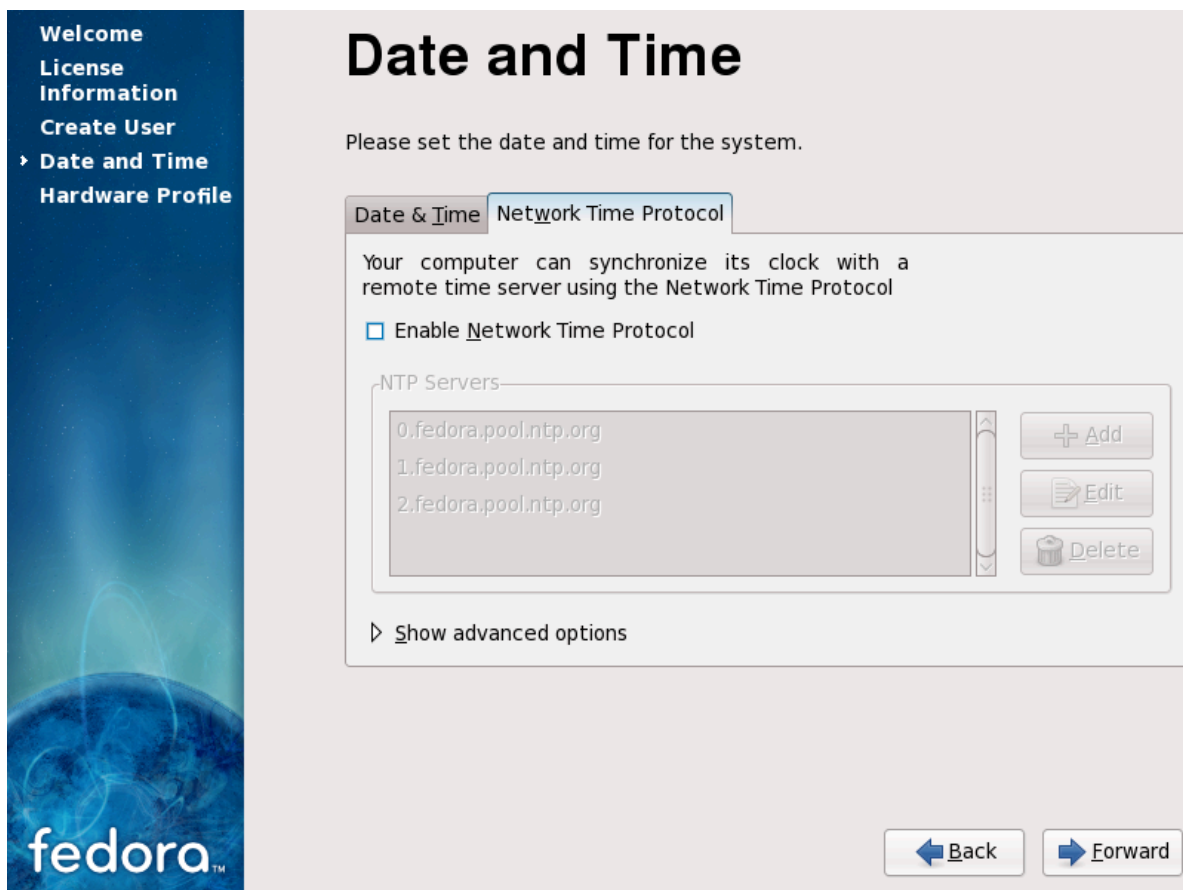 Welcome
License
Information
Create User
Date and Time
Hardware Profile
fedora™
Date and Time
Please set the date and time for the system.
Date & Time
Network Time Protocol
Your computer can synchronize its clock with a
remote time server using the Network Time Protocol
Enable Network Time Protocol
NTP Servers
0.fedora.pool.ntp.org
1.fedora.pool.ntp.org
2.fedora.pool.ntp.org
Add
Edit
Delete
Show advanced options
Back
Forward